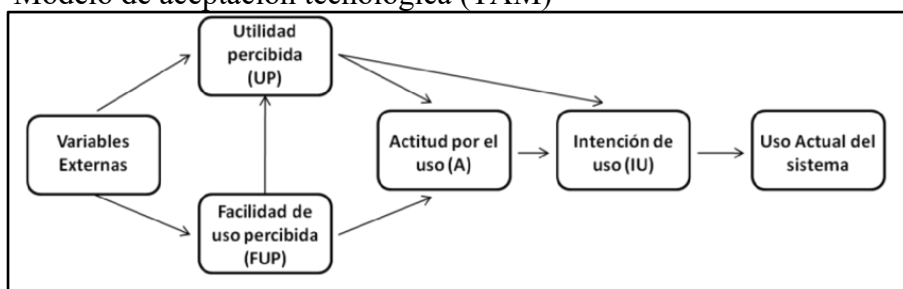 Modelo de aceptación tecnológica (TAM)
Utilidad
percibida
(UP)
Variables
Externas
Actitud por el
uso (A)
Intención de
uso (IU)
Uso Actual del
sistema
Facilidad de
uso percibida
(FUP)